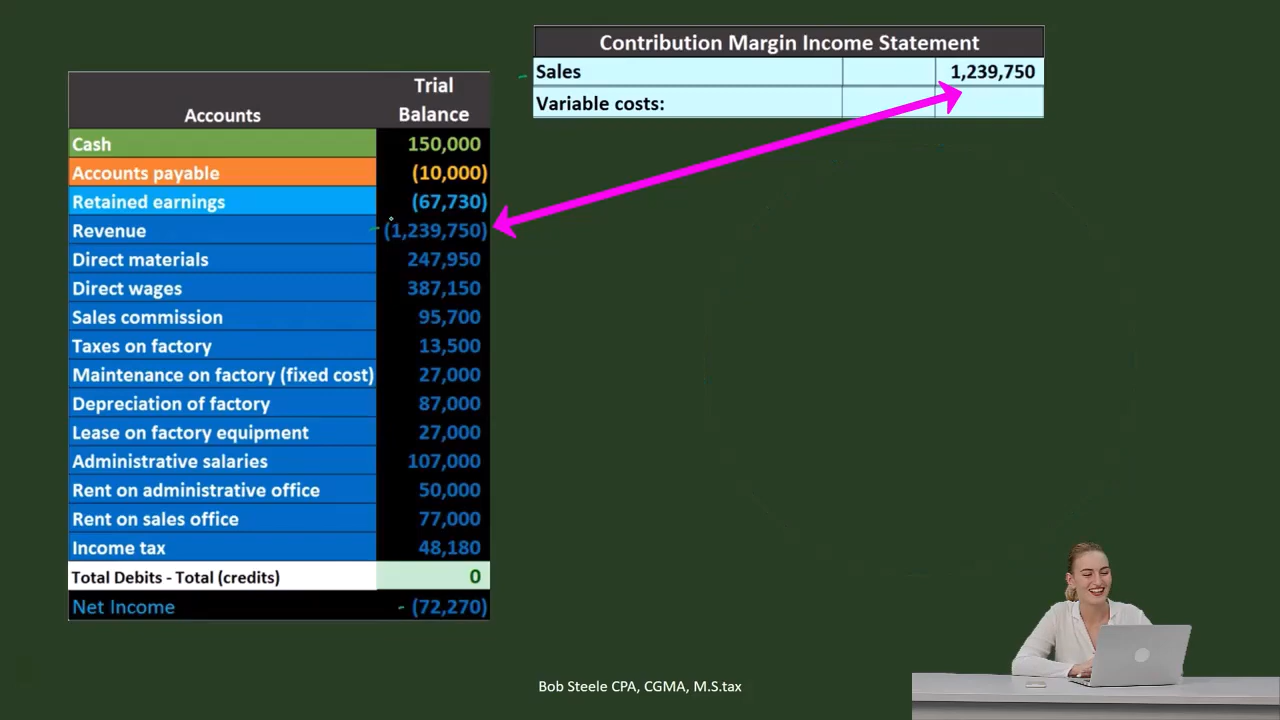 Contribution Margin Income Statement
Sales 1,239,750
Variable costs:
Accounts Trial Balance
Cash 150,000
Accounts payable (10,000)
Retained earnings (67,730)
Revenue (1,239,750)
Direct materials 247,950
Direct wages 387,150
Sales commission 95,700
Taxes on factory 13,500
Maintenance on factory (fixed cost) 27,000
Depreciation of factory 87,000
Lease on factory equipment 27,000
Administrative salaries 107,000
Rent on administrative office 50,000
Rent on sales office 77,000
Income tax 48,180
Total Debits - Total (credits) 0
Net Income (72,270)
Bob Steele CPA, CGMA, M.S.tax